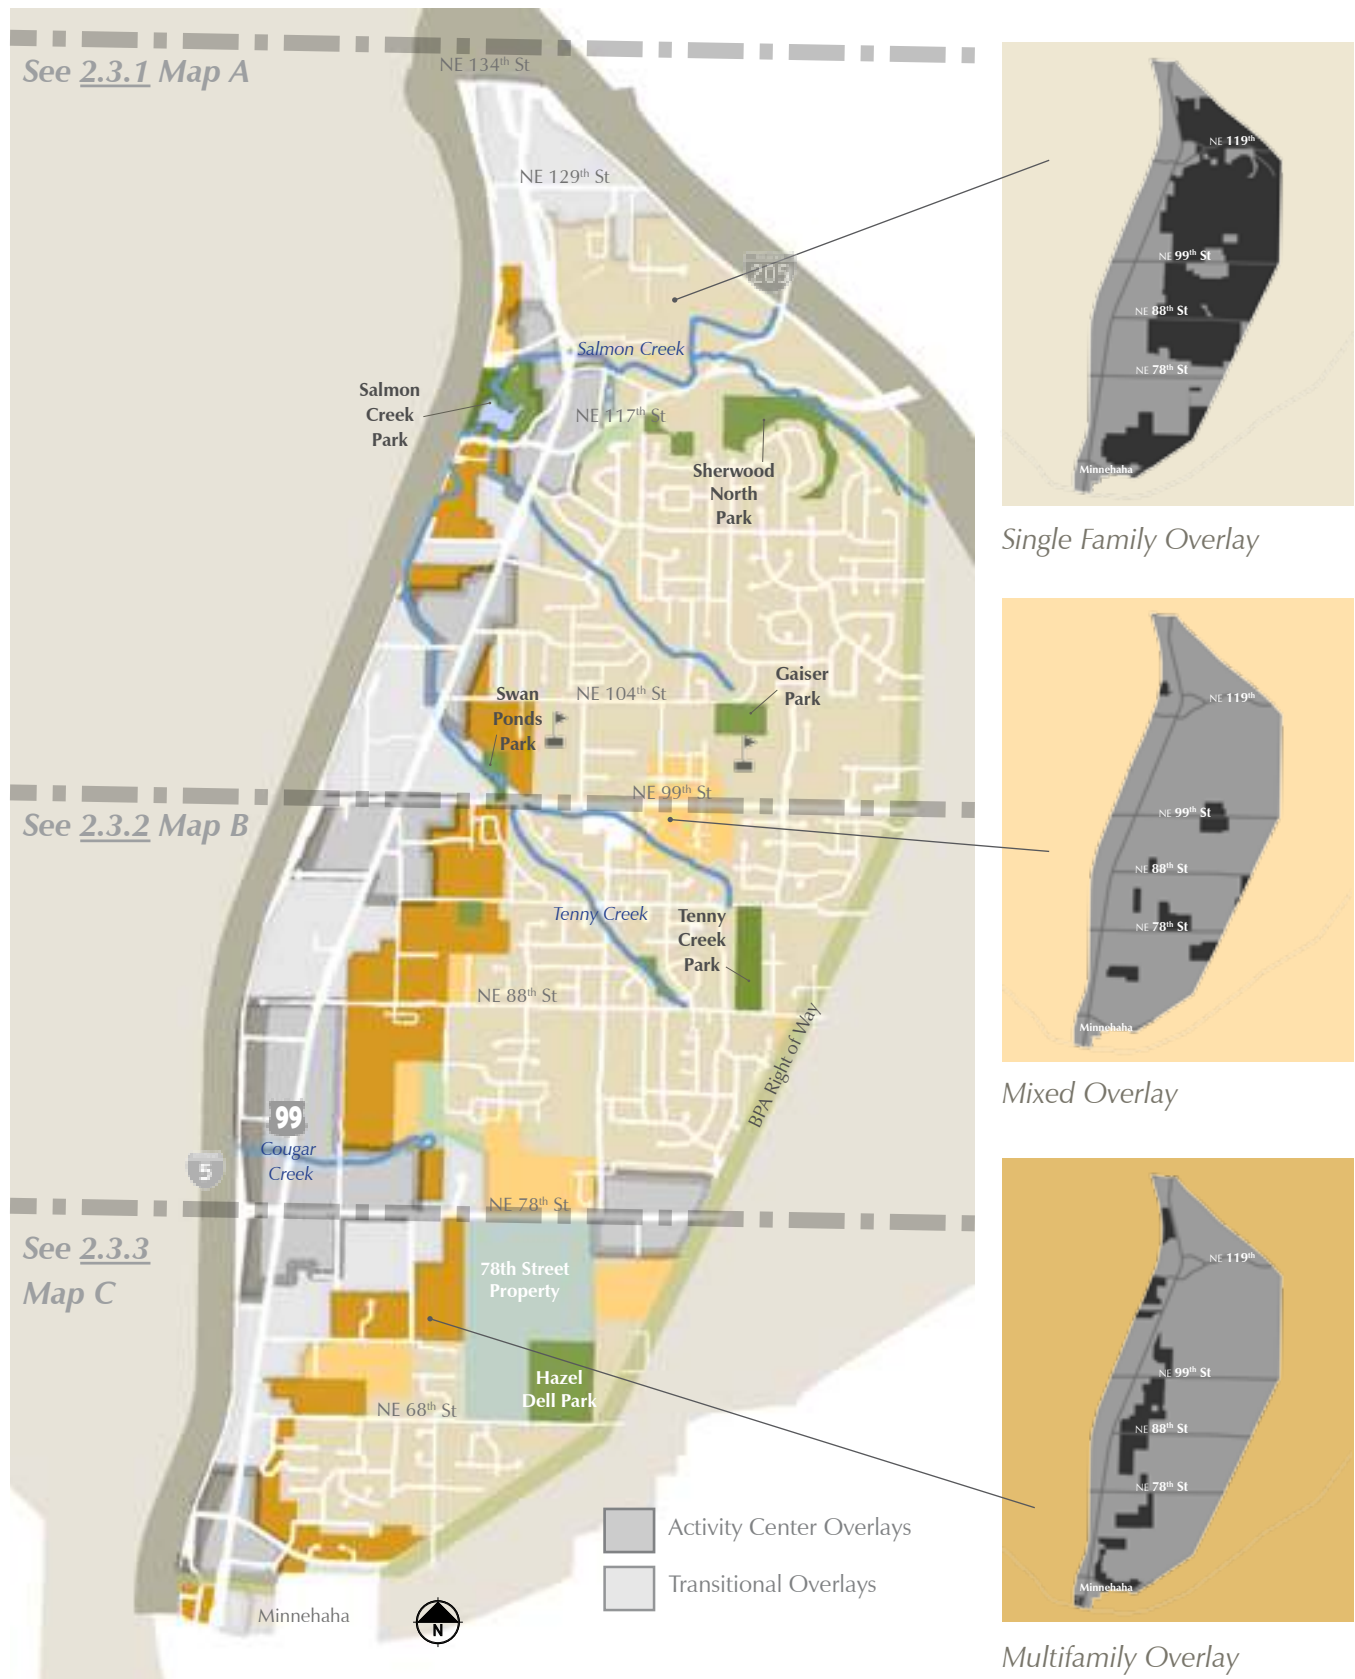 See 2.3.1 Map A
NE 134th St
NE 129th St
205
Salmon Creek
Salmon
Creek
Park
NE 117th St
Sherwood
North
Park
Gaiser
Park
Swan
Ponds
Park
NE 104th St
NE 99th St
See 2.3.2 Map B
Tenny Creek
Tenny
Creek
Park
NE 88th St
BPA Right of Way
99
Cougar
Creek
5
NE 78th St
See 2.3.3
Map C
78th Street
Property
Hazel
Dell Park
NE 68th St
Minnehaha
N
Activity Center Overlays
Transitional Overlays
NE 119th
NE 99th St
NE 88th St
NE 78th St
Minnehaha
Single Family Overlay
NE 119th
NE 99th St
NE 88th St
NE 78th St
Minnehaha
Mixed Overlay
NE 119th
NE 99th St
NE 88th St
NE 78th St
Minnehaha
Multifamily Overlay